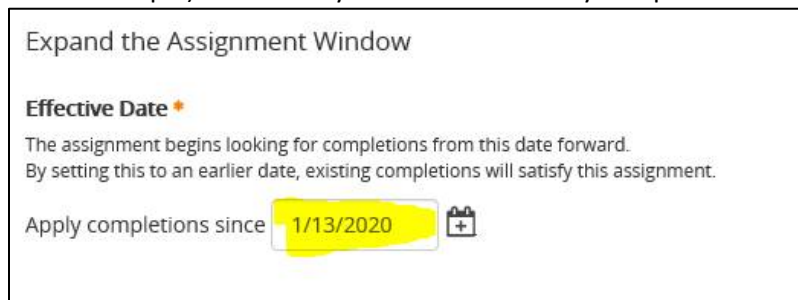 Expand the Assignment Window
Effective Date *
The assignment begins looking for completions from this date forward.
By setting this to an earlier date, existing completions will satisfy this assignment.
Apply completions since 1/13/2020